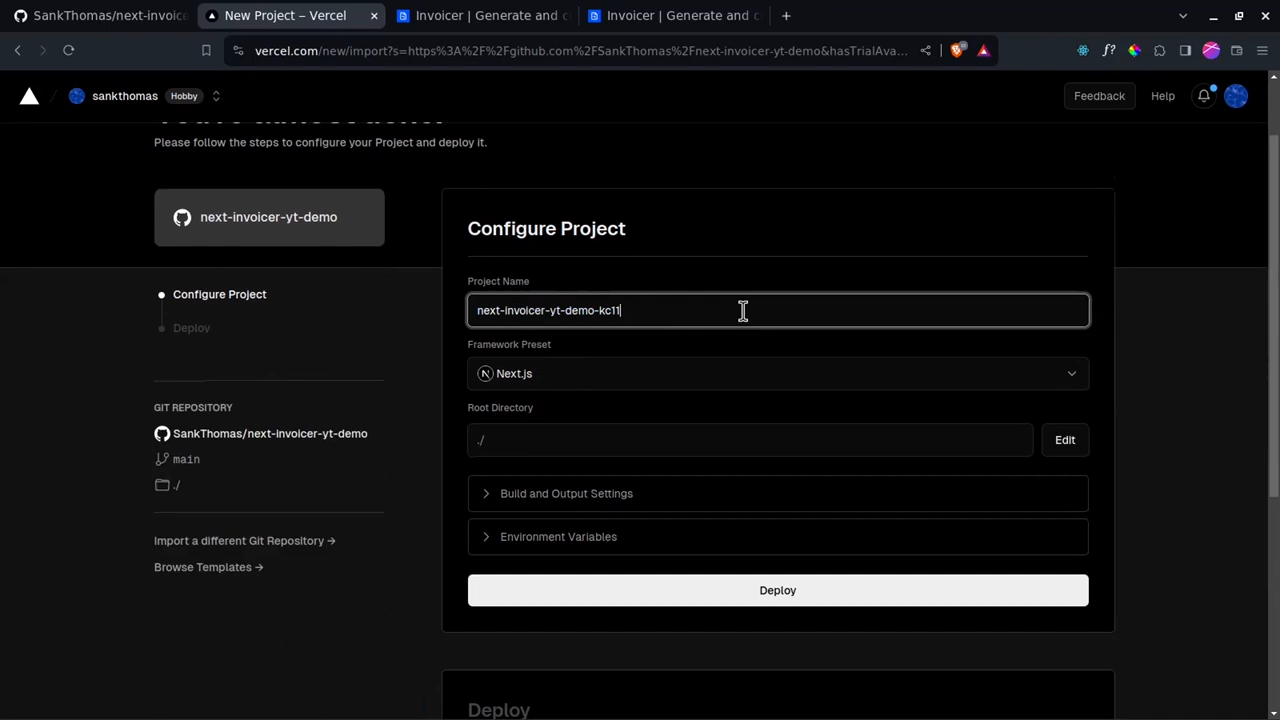 SankThomas/next-invoice
New Project – Vercel
Invoicer | Generate and c
Invoicer | Generate and c
vercel.com/new/import?s=https%3A%2F%2Fgithub.com%2FSankThomas%2Fnext-invoicer-yt-demo&hasTrialAva...
sankthomas
Hobby
Feedback
Help
Please follow the steps to configure your Project and deploy it.
next-invoicer-yt-demo
Configure Project
Deploy
GIT REPOSITORY
SankThomas/next-invoicer-yt-demo
main
./
Import a different Git Repository →
Browse Templates →
Configure Project
Project Name
next-invoicer-yt-demo-kc11
Framework Preset
Next.js
Root Directory
./
Edit
Build and Output Settings
Environment Variables
Deploy
Deploy